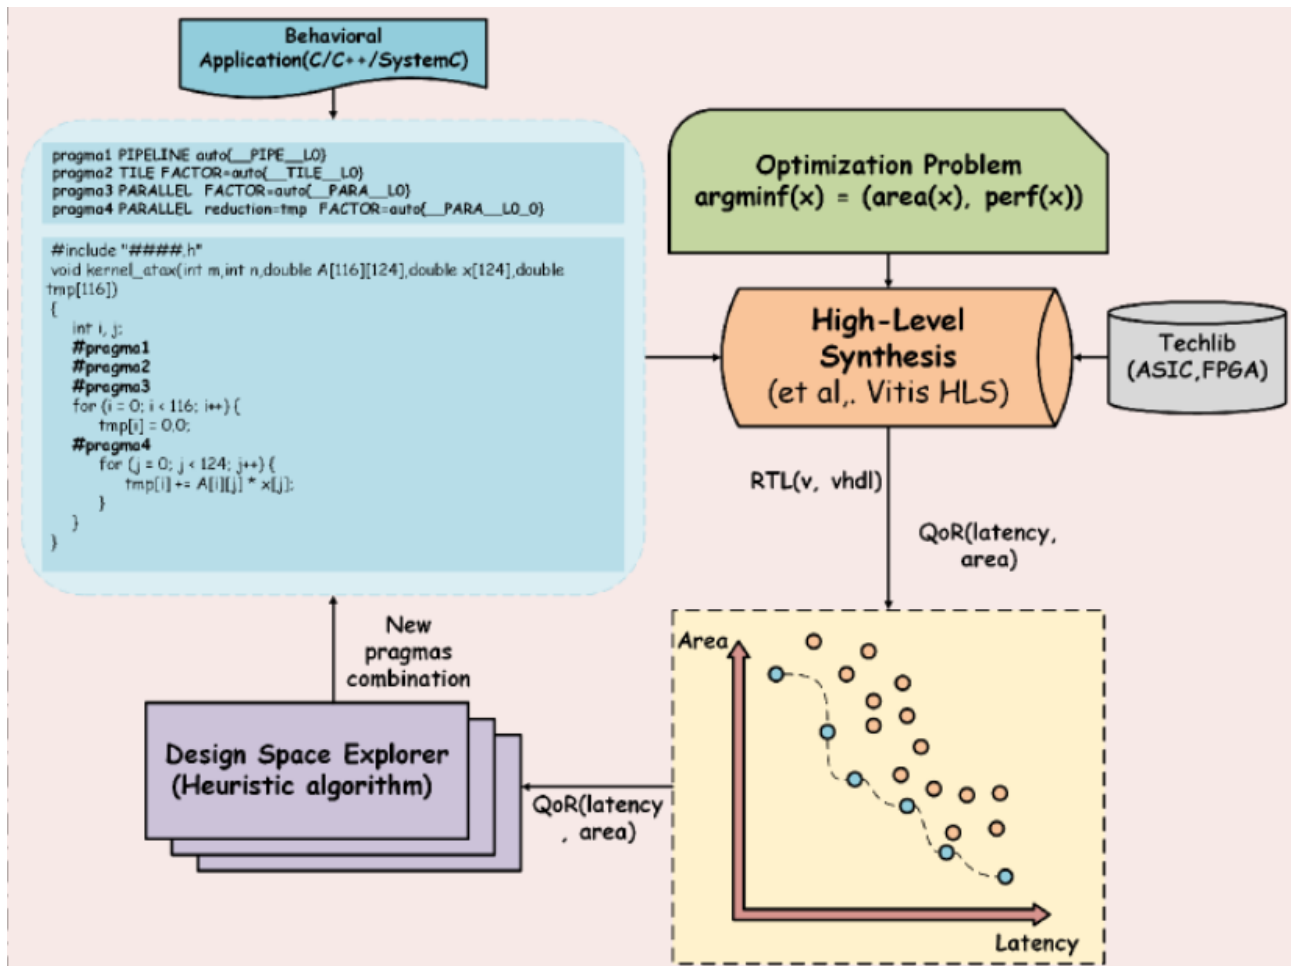 Behavioral
Application(C/C++/SystemC)
pragma1 PIPELINE auto{__PIPE__L0}
pragma2 TILE FACTOR=auto{__TILE__L0}
pragma3 PARALLEL FACTOR=auto{__PARA__L0}
pragma4 PARALLEL reduction=tmp FACTOR=auto{__PARA__L0_0}
#include "####.h"
void kernel_atax(int m,int n,double A[116][124],double x[124],double
tmp[116])
{
int i, j;
#pragma1
#pragma2
#pragma3
for (i = 0; i < 116; i++) {
tmp[i] = 0.0;
#pragma4
for (j = 0; j < 124; j++) {
tmp[i] += A[i][j] * x[j];
}
}
}
Optimization Problem
argminf(x) = (area(x), perf(x))
High-Level
Synthesis
(et al,. Vitis HLS)
Techlib
(ASIC,FPGA)
RTL(v, vhdl)
QoR(latency,
area)
New
pragmas
combination
Design Space Explorer
(Heuristic algorithm)
QoR(latency
, area)
Area
Latency